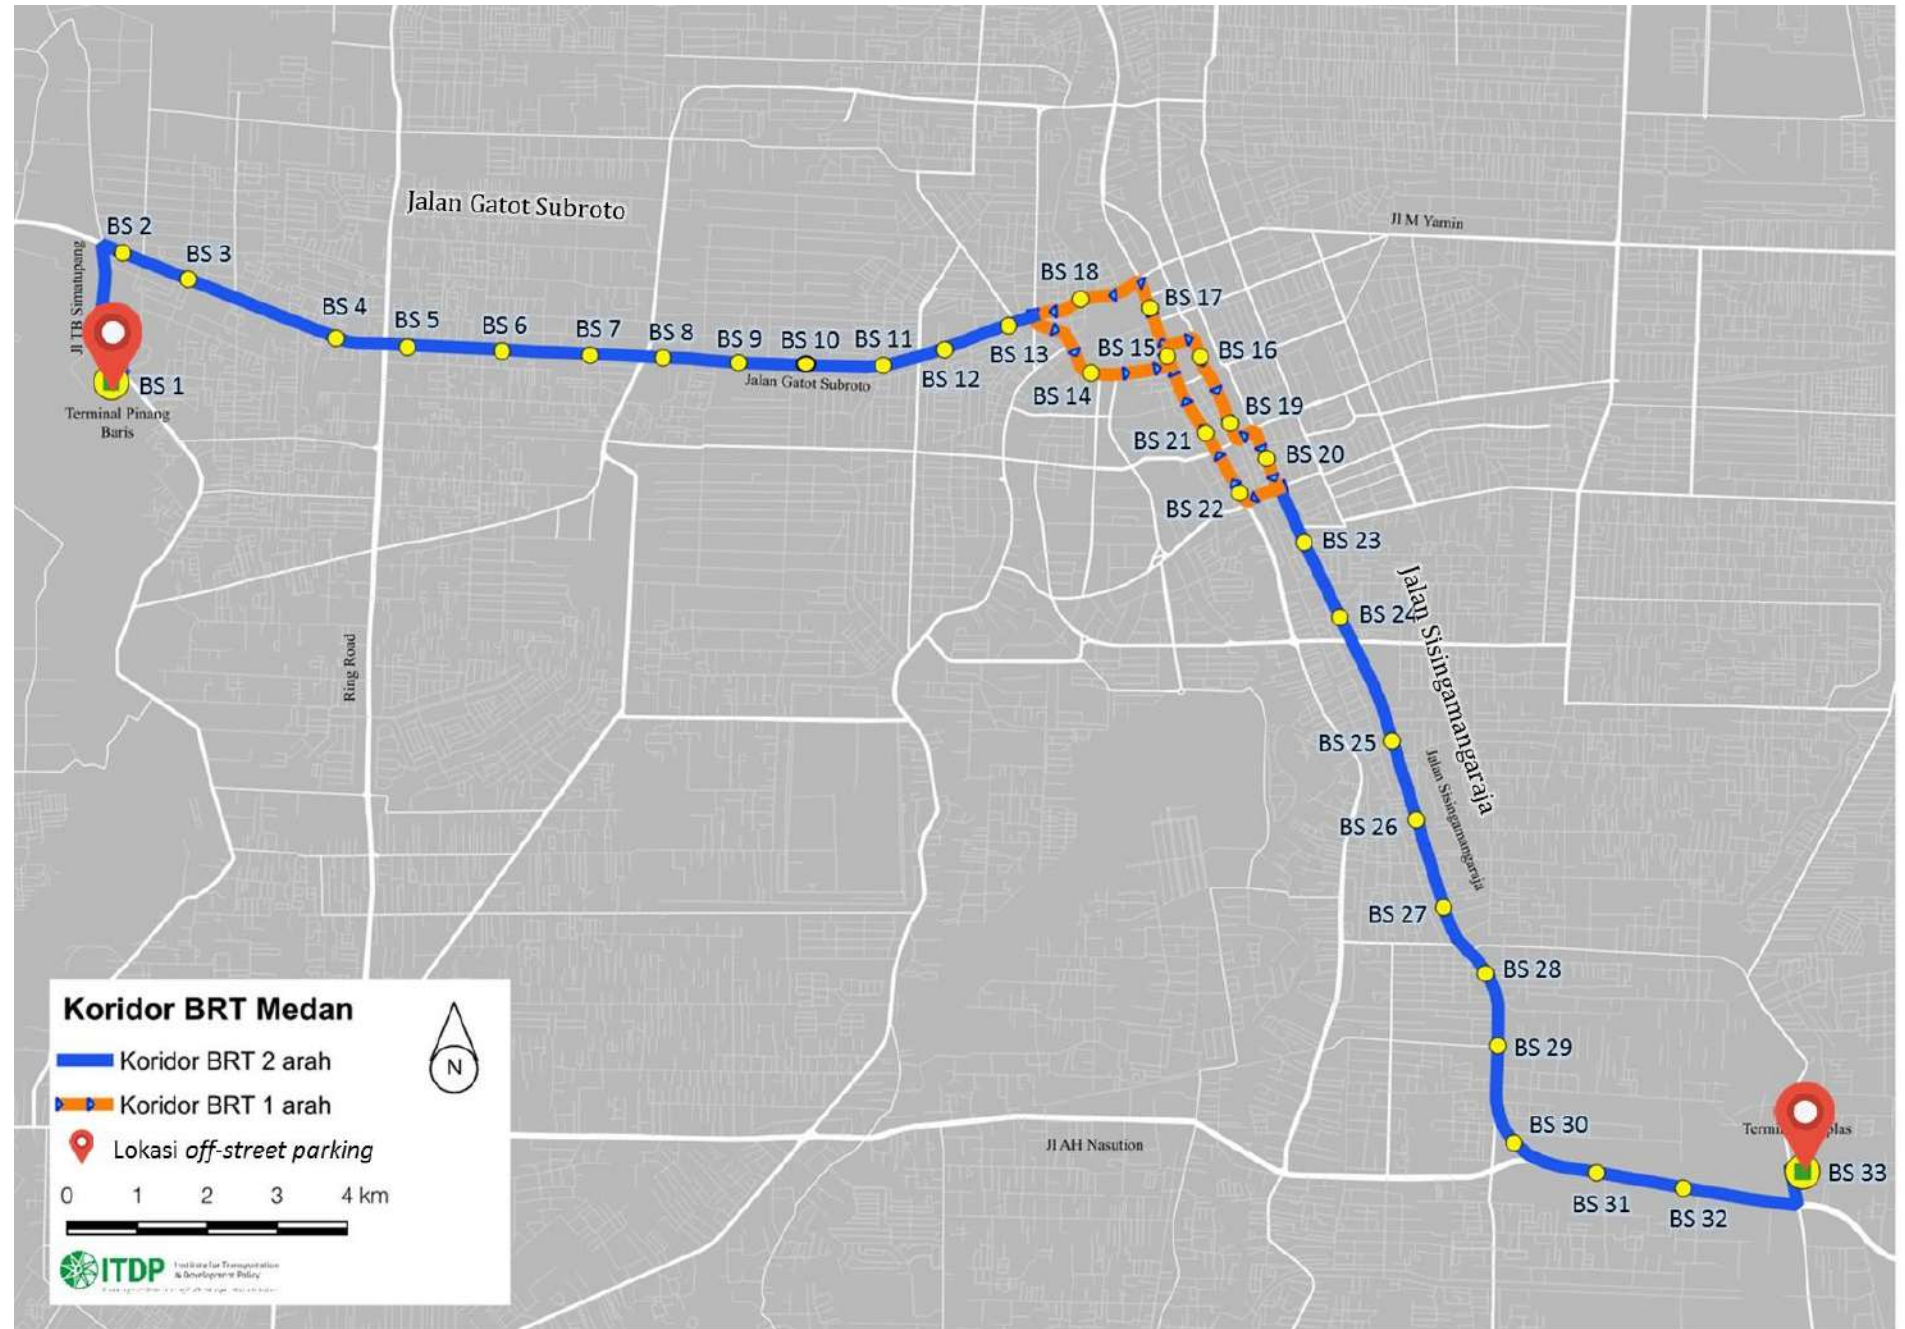 Jalan Gatot Subroto
Jl M Yamin
BS 2
BS 3
Jl TB Simatupang
BS 18
BS 17
BS 4
BS 5
BS 6
BS 7
BS 8
BS 9
BS 10
BS 11
BS 12
BS 13
BS 15
BS 16
BS 1
Jalan Gatot Subroto
BS 14
Terminal Pinang
Baris
BS 19
BS 21
BS 20
BS 22
BS 23
Jalan Sisingamangaraja
BS 24
Ring Road
BS 25
Jalan Sisingamangaraja
BS 26
BS 27
BS 28
BS 29
BS 30
Jl AH Nasution
BS 33
BS 31
BS 32
Koridor BRT Medan
N
Koridor BRT 2 arah
Koridor BRT 1 arah
Lokasi off-street parking
0 1 2 3 4 km
ITDP
Institute for Transportation
& Development Policy